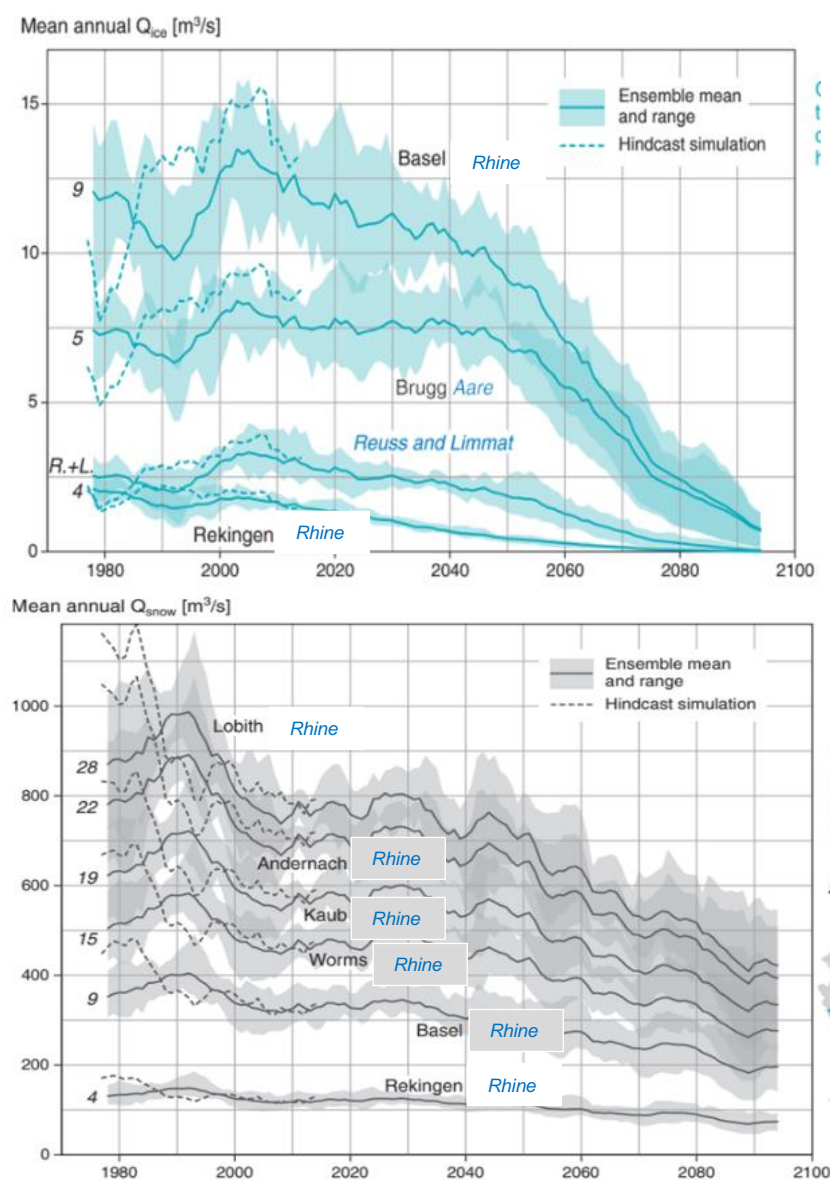 Mean annual Qice [m³/s]
15
10
5
0
Ensemble mean
and range
Hindcast simulation
Basel Rhine
9
5
Brugg Aare
Reuss and Limmat
R.+L.
4
Rekingen Rhine
1980 2000 2020 2040 2060 2080 2100
Mean annual Qsnow [m³/s]
1000
800
600
400
200
0
Ensemble mean
and range
Hindcast simulation
Lobith Rhine
28
22
Andernach Rhine
19
Kaub Rhine
15
Worms Rhine
9
Basel Rhine
Rekingen Rhine
4
1980 2000 2020 2040 2060 2080 2100